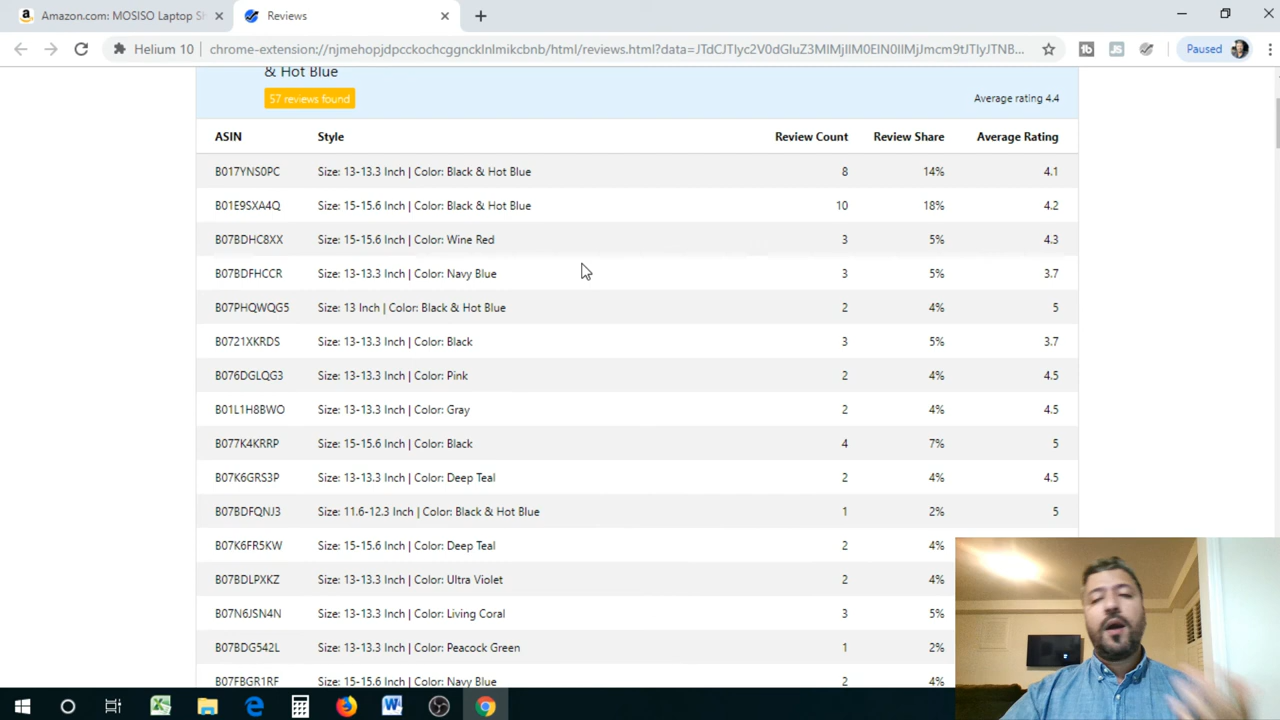 Amazon.com: MOSISO Laptop Sh
Reviews
Helium 10
chrome-extension://njmehopjdpcckochcggncklnlmikcbnb/html/reviews.html?data=JTdCJTIyc2V0dGluZ3MlMjIlM0ElN0IlMjJmcm9tJTIyJTNB...
Paused
& Hot Blue
57 reviews found
Average rating 4.4
ASIN Style Review Count Review Share Average Rating
B017YNS0PC Size: 13-13.3 Inch | Color: Black & Hot Blue 8 14% 4.1
B01E9SXA4Q Size: 15-15.6 Inch | Color: Black & Hot Blue 10 18% 4.2
B07BDHC8XX Size: 15-15.6 Inch | Color: Wine Red 3 5% 4.3
B07BDFHCCR Size: 13-13.3 Inch | Color: Navy Blue 3 5% 3.7
B07PHQWQG5 Size: 13 Inch | Color: Black & Hot Blue 2 4% 5
B0721XKRDS Size: 13-13.3 Inch | Color: Black 3 5% 3.7
B076DGLQG3 Size: 13-13.3 Inch | Color: Pink 2 4% 4.5
B01L1H8BWO Size: 13-13.3 Inch | Color: Gray 2 4% 4.5
B077K4KRRP Size: 15-15.6 Inch | Color: Black 4 7% 5
B07K6GRS3P Size: 13-13.3 Inch | Color: Deep Teal 2 4% 4.5
B07BDFQNJ3 Size: 11.6-12.3 Inch | Color: Black & Hot Blue 1 2% 5
B07K6FR5KW Size: 15-15.6 Inch | Color: Deep Teal 2 4%
B07BDLPXKZ Size: 13-13.3 Inch | Color: Ultra Violet 2 4%
B07N6JSN4N Size: 13-13.3 Inch | Color: Living Coral 3 5%
B07BDG542L Size: 13-13.3 Inch | Color: Peacock Green 1 2%
B07FBGR1RF Size: 15-15.6 Inch | Color: Navy Blue 2 4%